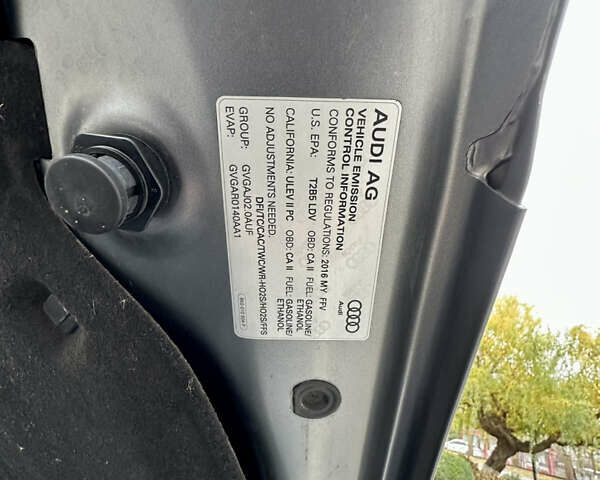 AUDI AG
VEHICLE EMISSION
CONTROL INFORMATION
Audi
CONFORMS TO REGULATIONS: 2016 MY FFV
U.S. EPA: T2B5 LDV OBD: CA II FUEL: GASOLINE/
ETHANOL
CALIFORNIA: ULEV II PC OBD: CA II FUEL: GASOLINE/
ETHANOL
NO ADJUSTMENTS NEEDED.
DFI/TC/CAC/TWC/WR-HO2S/HO2S/FFS
GROUP: GVGAJ02.0AUF
EVAP: GVGAR0140AA1